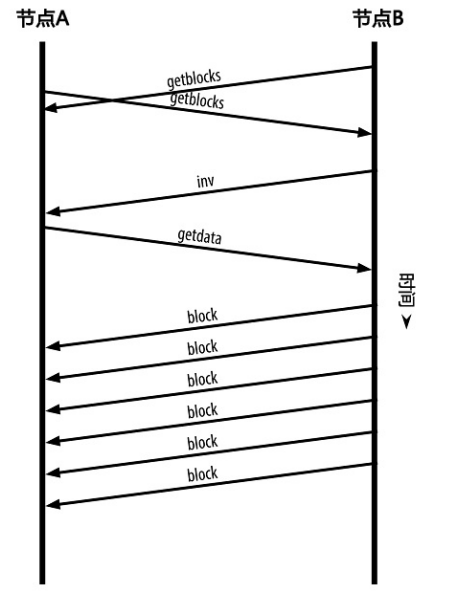 节点A
节点B
getblocks
getblocks
inv
getdata
时间
block
block
block
block
block
block